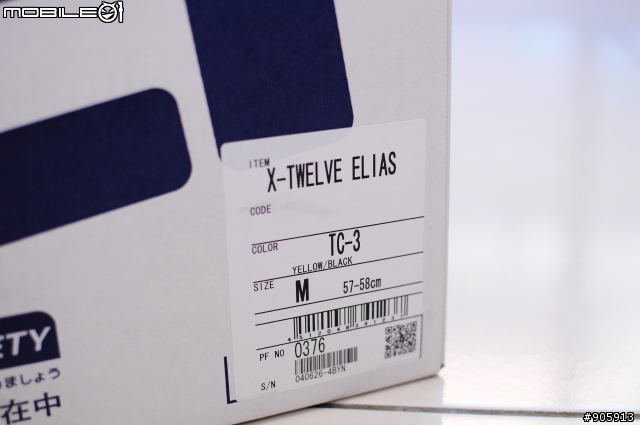 MOBILE01
ITEM
X-TWELVE ELIAS
CODE
COLOR TC-3
YELLOW/BLACK
SIZE M 57-58cm
PF NO 0376
S/N 040626-4BYN
ETY
ましょう
在中
#905913